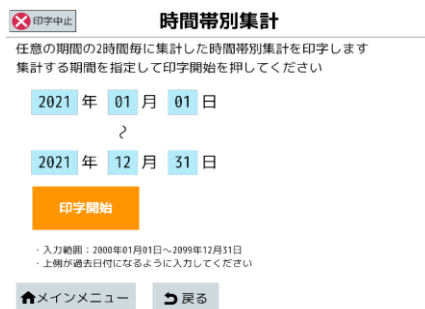 印字中止 時間帯別集計
任意の期間の2時間毎に集計した時間帯別集計を印字します
集計する期間を指定して印字開始を押してください
2021 年 01 月 01 日
～
2021 年 12 月 31 日
印字開始
・入力範囲：2000年01月01日～2099年12月31日
・上側が過去日付になるように入力してください
メインメニュー 戻る